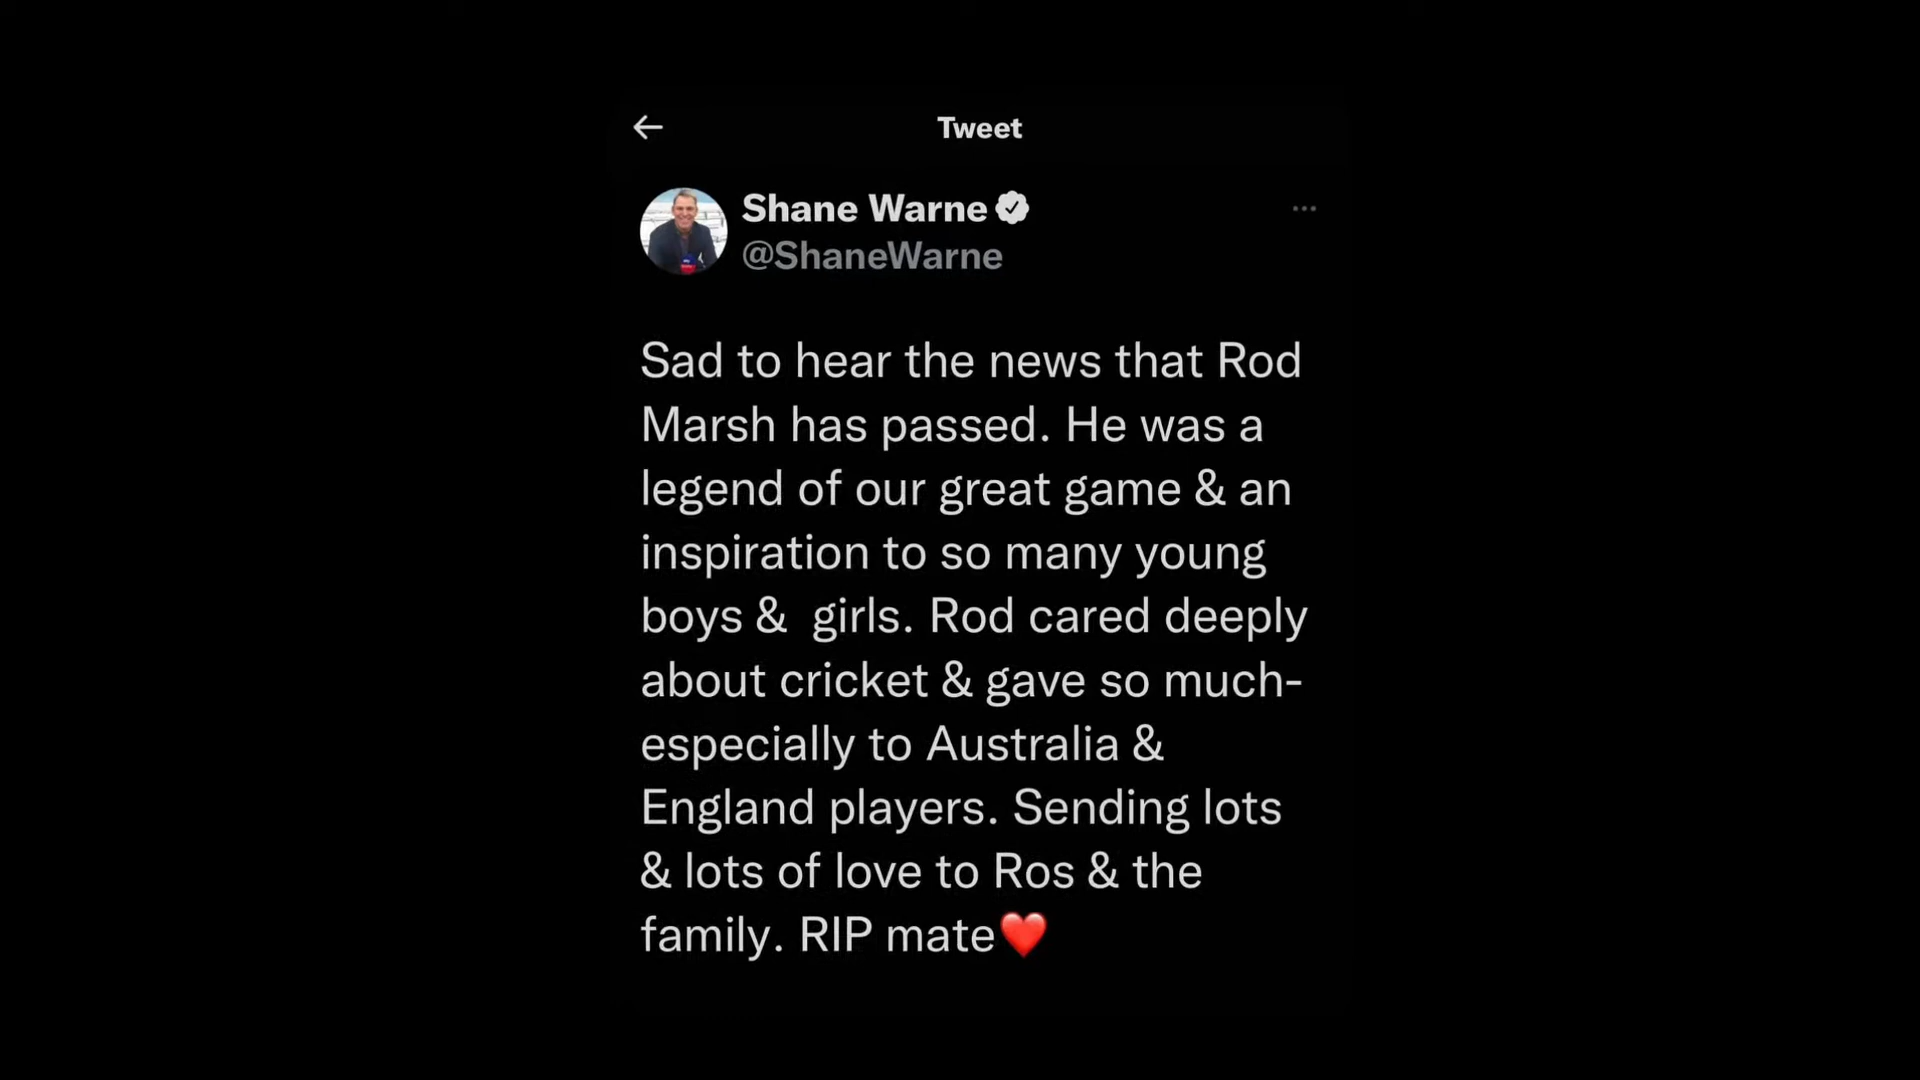 Tweet
Shane Warne
@ShaneWarne
Sad to hear the news that Rod
Marsh has passed. He was a
legend of our great game & an
inspiration to so many young
boys &  girls. Rod cared deeply
about cricket & gave so much-
especially to Australia &
England players. Sending lots
& lots of love to Ros & the
family. RIP mate❤️